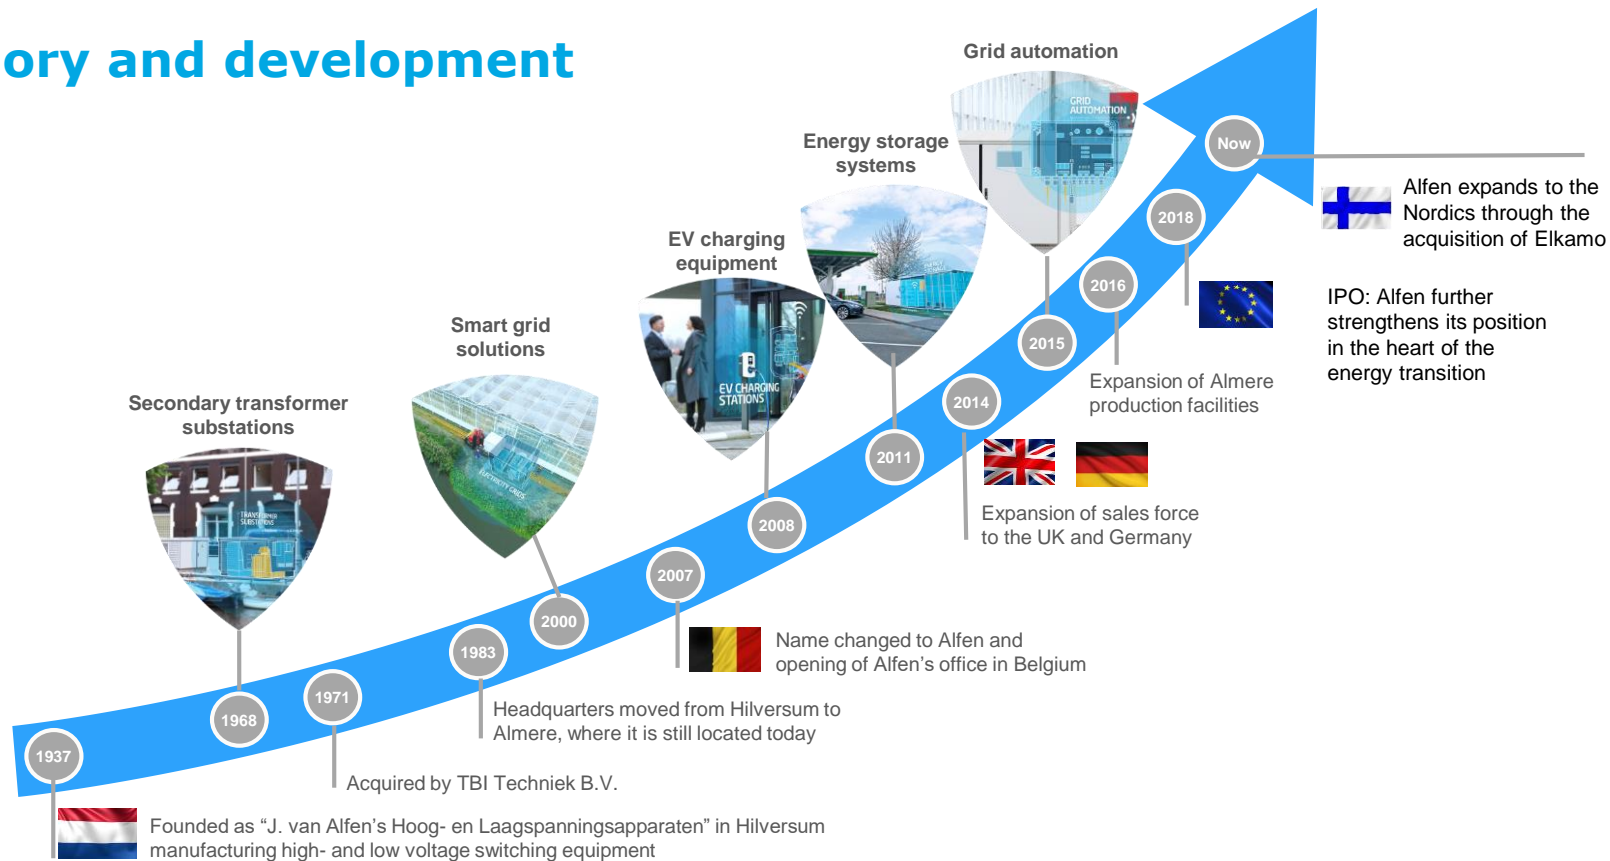 ory and development
Grid automation
GRID
AUTOMATION
Energy storage
systems
Now
Alfen expands to the
Nordics through the
acquisition of Elkamo
2018
EV charging
equipment
2016
IPO: Alfen further
strengthens its position
in the heart of the
energy transition
Smart grid
solutions
2015
EV CHARGING
STATIONS
Expansion of Almere
production facilities
Secondary transformer
substations
2014
2011
ELECTRICITY GRIDS
TRANSFORMER
SUBSTATIONS
Expansion of sales force
to the UK and Germany
2008
2007
2000
Name changed to Alfen and
opening of Alfen’s office in Belgium
1983
1971
1968
Headquarters moved from Hilversum to
Almere, where it is still located today
1937
Acquired by TBI Techniek B.V.
Founded as “J. van Alfen’s Hoog- en Laagspanningsapparaten” in Hilversum
manufacturing high- and low voltage switching equipment